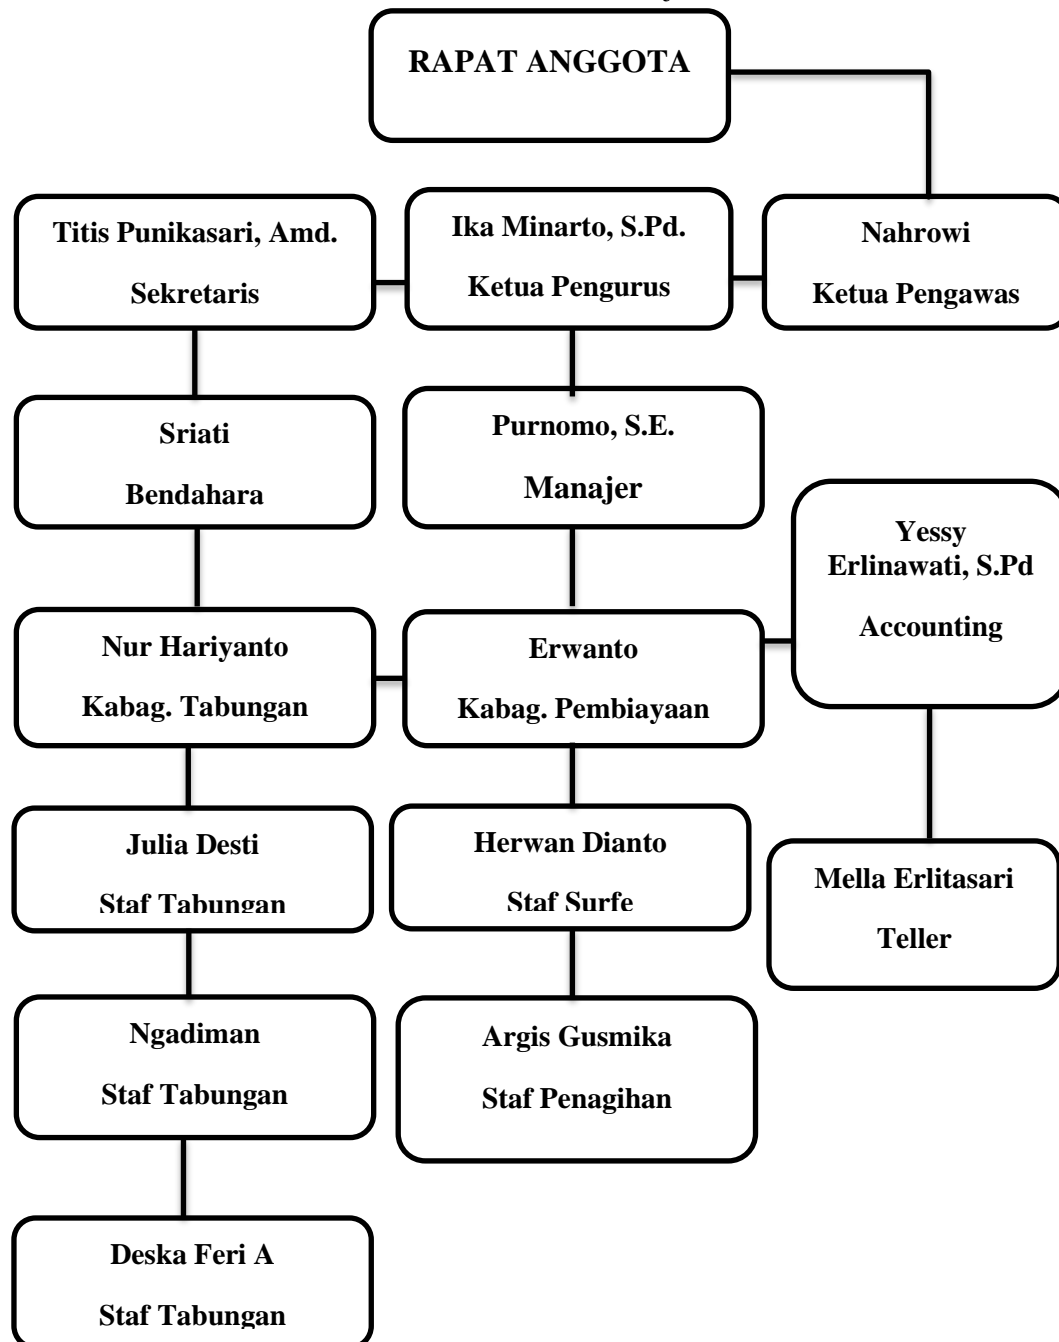 RAPAT ANGGOTA
Titis Punikasari, Amd.
Sekretaris
Ika Minarto, S.Pd.
Ketua Pengurus
Nahrowi
Ketua Pengawas
Sriati
Bendahara
Purnomo, S.E.
Manajer
Yessy
Erlinawati, S.Pd
Accounting
Nur Hariyanto
Kabag. Tabungan
Erwanto
Kabag. Pembiayaan
Julia Desti
Staf Tabungan
Herwan Dianto
Staf Surfe
Mella Erlitasari
Teller
Ngadiman
Staf Tabungan
Argis Gusmika
Staf Penagihan
Deska Feri A
Staf Tabungan